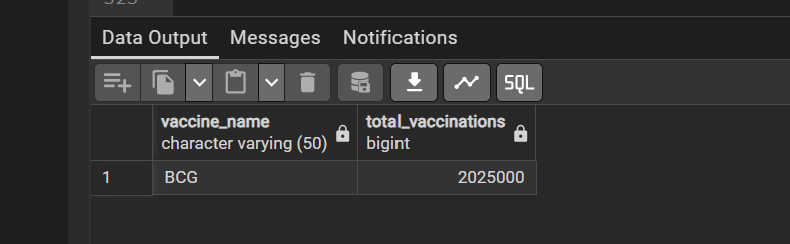 Data Output Messages Notifications
SQL
vaccine_name total_vaccinations
character varying (50) bigint
1 BCG 2025000